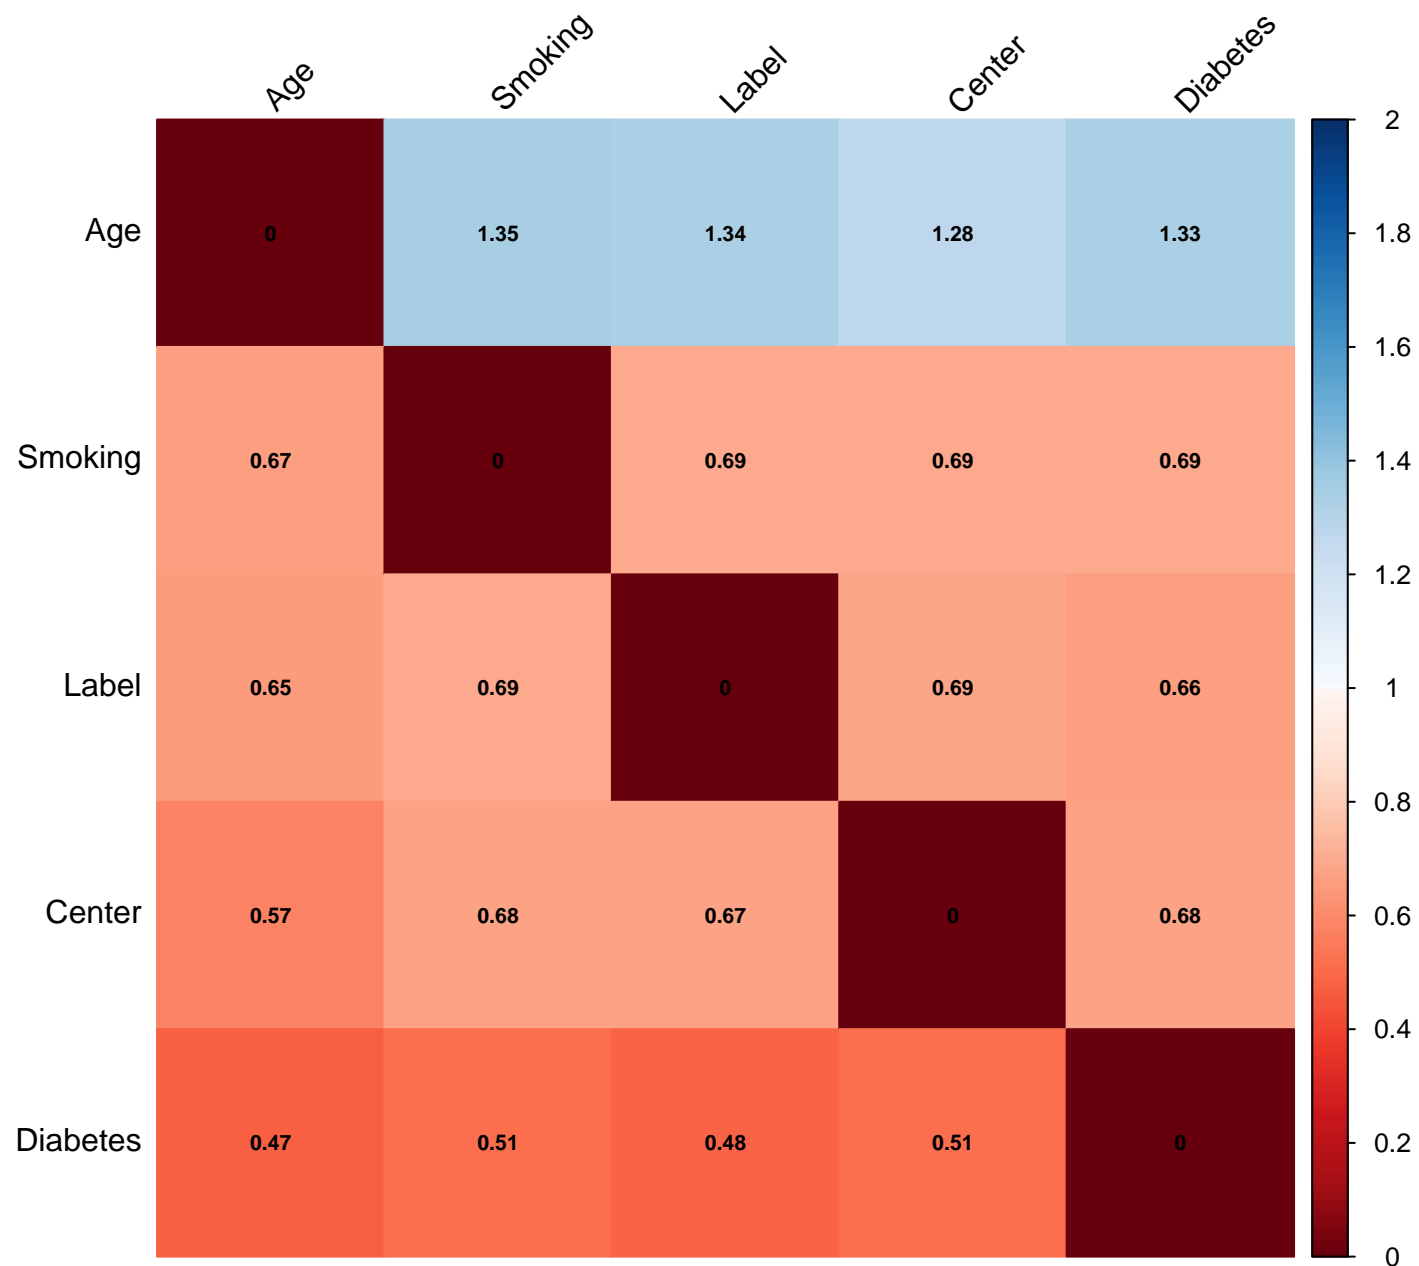 Age Smoking Label Center Diabetes
Age 0 1.35 1.34 1.28 1.33
Smoking 0.67 0 0.69 0.69 0.69
Label 0.65 0.69 0 0.69 0.66
Center 0.57 0.68 0.67 0 0.68
Diabetes 0.47 0.51 0.48 0.51 0
2
1.8
1.6
1.4
1.2
1
0.8
0.6
0.4
0.2
0